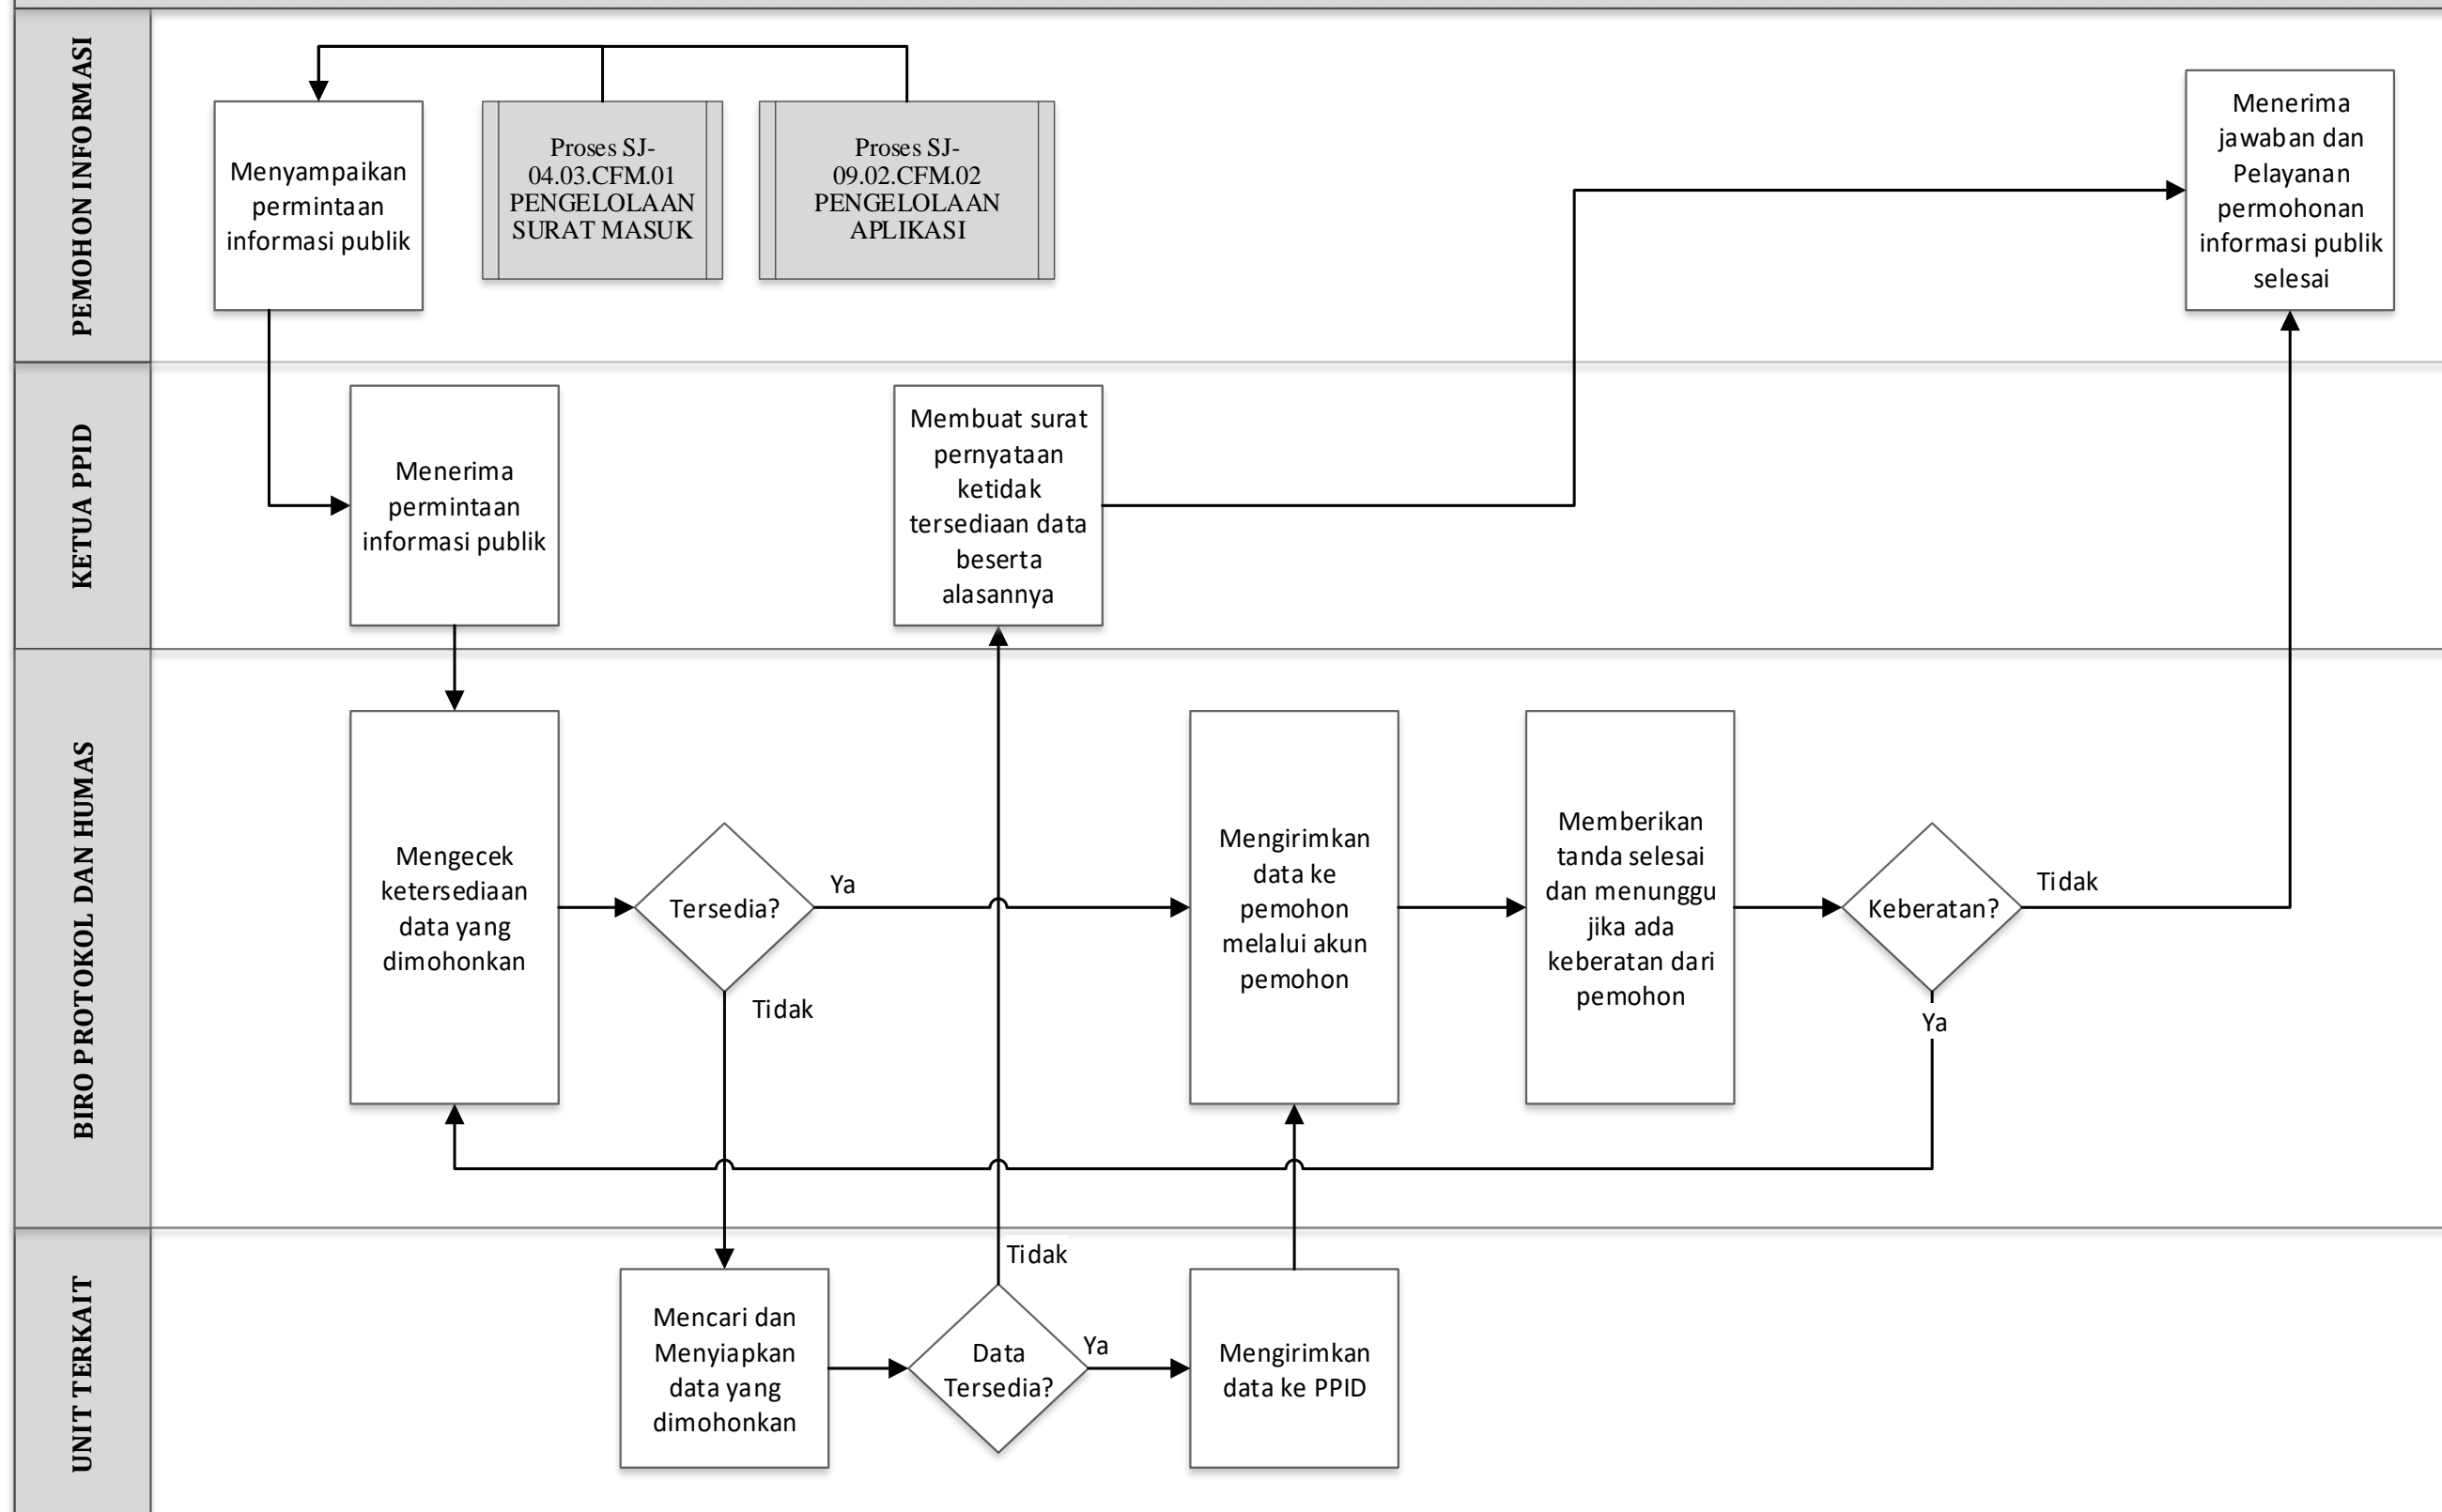 PEMOHON INFORMASI
Menyampaikan
permintaan
informasi publik
Proses SJ-
04.03.CFM.01
PENGELOLAAN
SURAT MASUK
Proses SJ-
09.02.CFM.02
PENGELOLAAN
APLIKASI
Menerima
jawaban dan
Pelayanan
permohonan
informasi publik
selesai
KETUA PPID
Menerima
permintaan
informasi publik
Membuat surat
pernyataan
ketidak
tersediaan data
beserta
alasannya
BIRO PROTOKOL DAN HUMAS
Mengecek
ketersediaan
data yang
dimohonkan
Tersedia?
Ya
Tidak
Mengirimkan
data ke
pemohon
melalui akun
pemohon
Memberikan
tanda selesai
dan menunggu
jika ada
keberatan dari
pemohon
Keberatan?
Tidak
Ya
UNIT TERKAIT
Mencari dan
Menyiapkan
data yang
dimohonkan
Data
Tersedia?
Tidak
Ya
Mengirimkan
data ke PPID